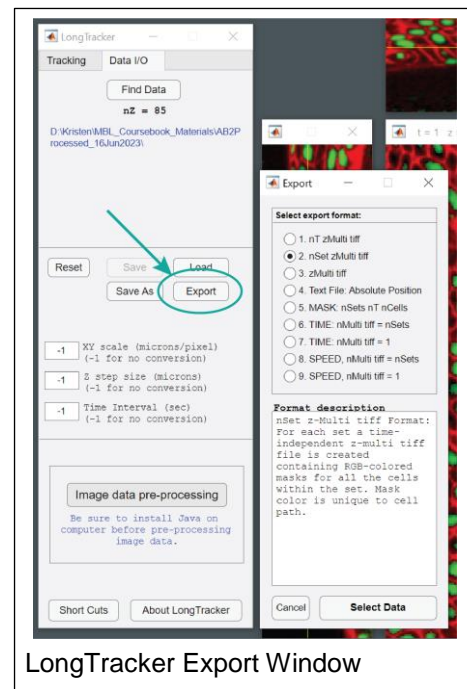 LongTracker
Tracking Data I/O
Find Data
nZ = 85
D:\Kristen\MBL_Coursebook_Materials\AB2P
rocessed_16Jun2023\
Reset Save Load
Save As Export
-1 XY scale (microns/pixel)
(-1 for no conversion)
-1 Z step size (microns)
(-1 for no conversion)
-1 Time Interval (sec)
(-1 for no conversion)
Image data pre-processing
Be sure to install Java on
computer before pre-processing
image data.
Short Cuts About LongTracker
t = 1 z
Export
Select export format:
1. nT zMulti tiff
2. nSet zMulti tiff
3. zMulti tiff
4. Text File: Absolute Position
5. MASK: nSets nT nCells
6. TIME: nMulti tiff = nSets
7. TIME: nMulti tiff = 1
8. SPEED, nMulti tiff = nSets
9. SPEED, nMulti tiff = 1
Format description
nSet z-Multi tiff Format:
For each set a time-
independent z-multi tiff
file is created
containing RGB-colored
masks for all the cells
within the set. Mask
color is unique to cell
path.
Cancel Select Data
LongTracker Export Window